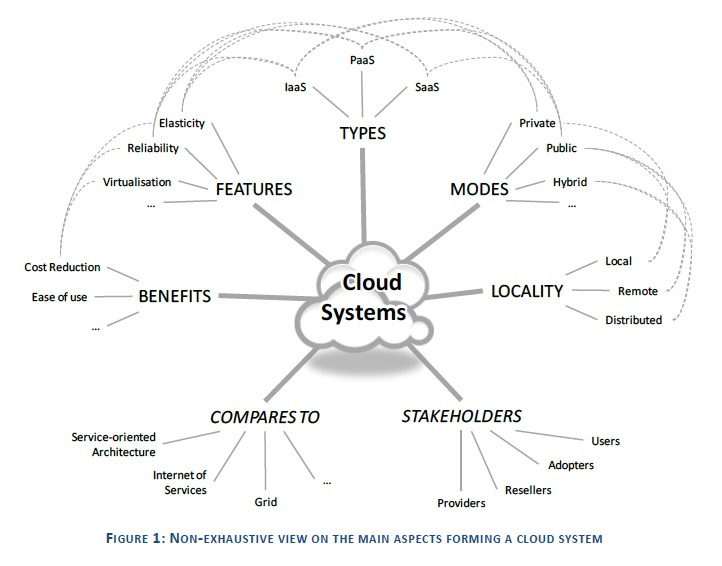 PaaS
IaaS
SaaS
TYPES
Elasticity
Reliability
Virtualisation
...
FEATURES
Private
Public
Hybrid
...
MODES
Cloud
Systems
Cost Reduction
Ease of use
...
BENEFITS
LOCALITY
Local
Remote
Distributed
COMPARES TO
Service-oriented
Architecture
Internet of
Services
Grid
...
STAKEHOLDERS
Users
Adopters
Resellers
Providers
FIGURE 1: NON-EXHAUSTIVE VIEW ON THE MAIN ASPECTS FORMING A CLOUD SYSTEM